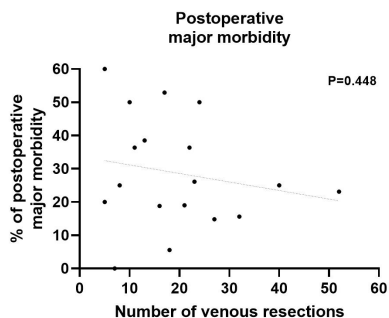 Postoperative
major morbidity
P=0.448
% of postoperative
major morbidity
60
50
40
30
20
10
0
0 10 20 30 40 50 60
Number of venous resections